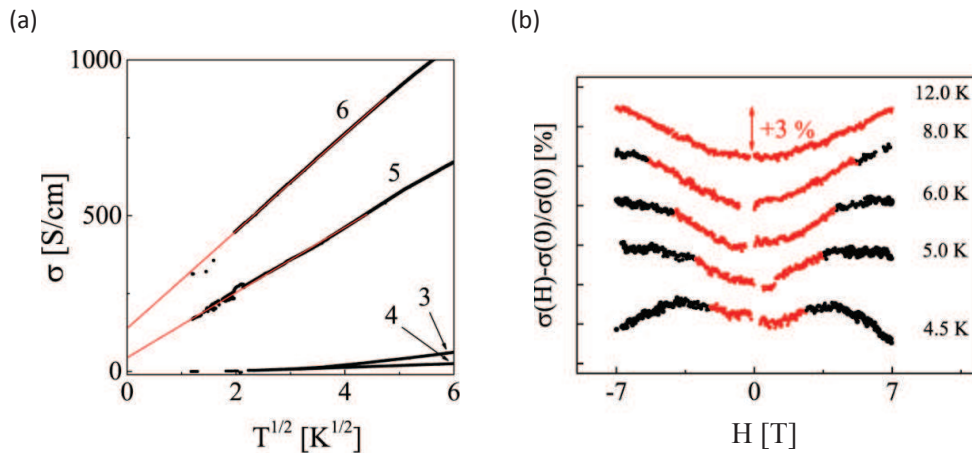 (a)
1000
500
0
σ [S/cm]
6
5
3
4
0
2
4
6
T^{1/2} [K^{1/2}]
(b)
σ(H)-σ(0)/σ(0) [%]
+3 %
12.0 K
8.0 K
6.0 K
5.0 K
4.5 K
-7
0
7
H [T]